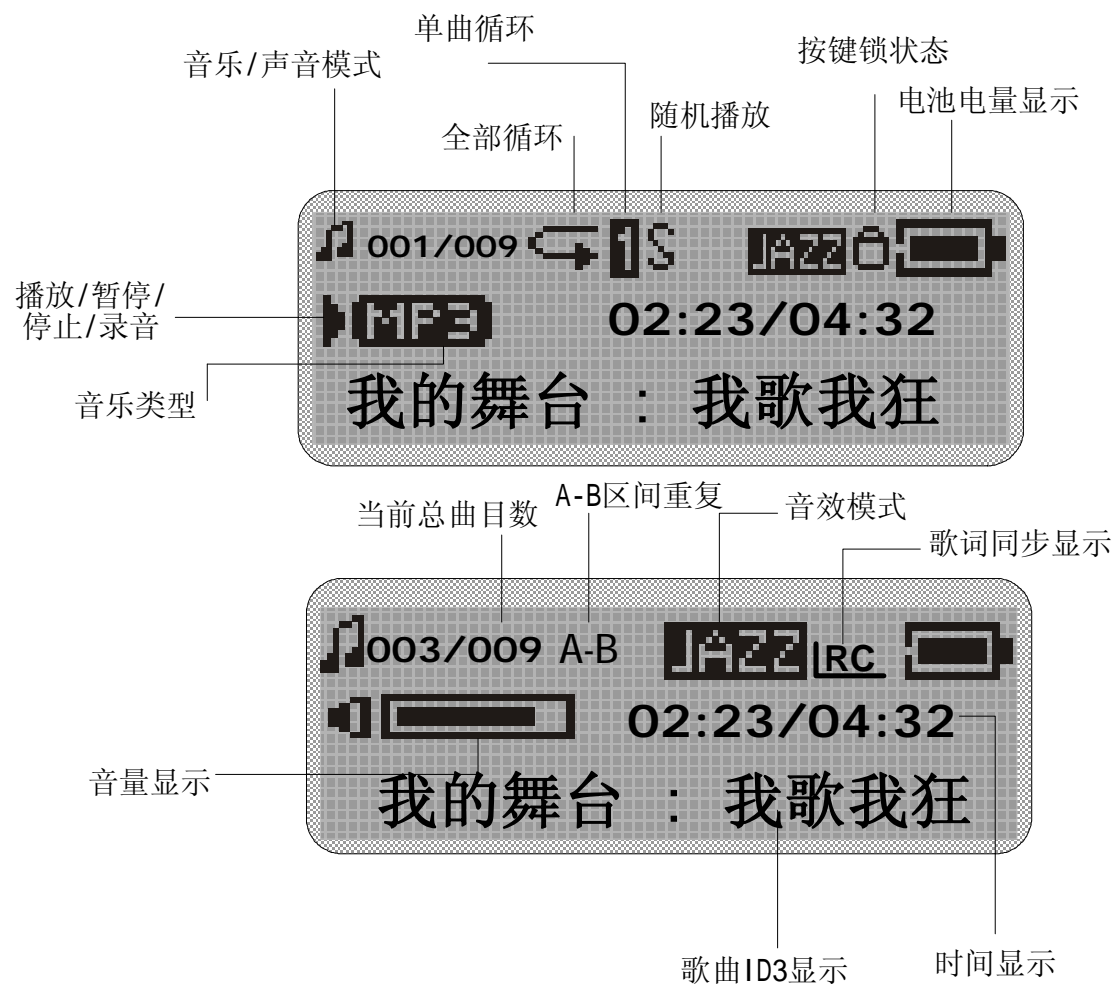 单曲循环
音乐/声音模式
按键锁状态
电池电量显示
随机播放
全部循环
001/009 1 S JAZZ
播放/暂停/
停止/录音
MP3 02:23/04:32
音乐类型
我的舞台 : 我歌我狂
当前总曲目数
A-B区间重复
音效模式
歌词同步显示
003/009 A-B JAZZ LRC
02:23/04:32
音量显示
我的舞台 : 我歌我狂
歌曲ID3显示
时间显示